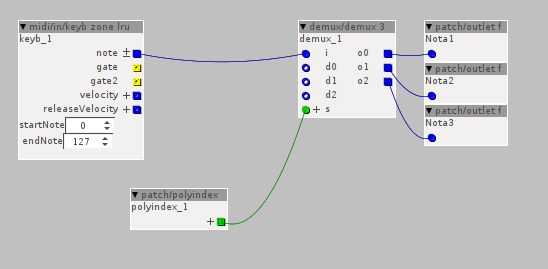 ▼ midi/in/keyb zone lru
keyb_1
note ±
gate
gate2
velocity +
releaseVelocity +
startNote 0
endNote 127
▼ demux/demux 3
demux_1
i o0
d0 o1
d1 o2
d2
+ s
▼ patch/outlet f
Nota1
▼ patch/outlet f
Nota2
▼ patch/outlet f
Nota3
▼ patch/polyindex
polyindex_1
+